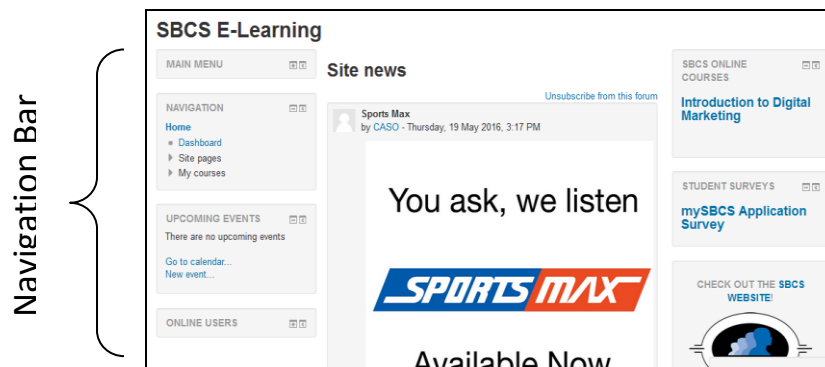 Navigation Bar
SBCS E-Learning
MAIN MENU
NAVIGATION
Home
Dashboard
Site pages
My courses
UPCOMING EVENTS
There are no upcoming events
Go to calendar...
New event...
ONLINE USERS
Site news
Unsubscribe from this forum
Sports Max
by CASO - Thursday, 19 May 2016, 3:17 PM
You ask, we listen
SPORTS MAX
Available Now
SBCS ONLINE
COURSES
Introduction to Digital
Marketing
STUDENT SURVEYS
mySBCS Application
Survey
CHECK OUT THE SBCS
WEBSITE!